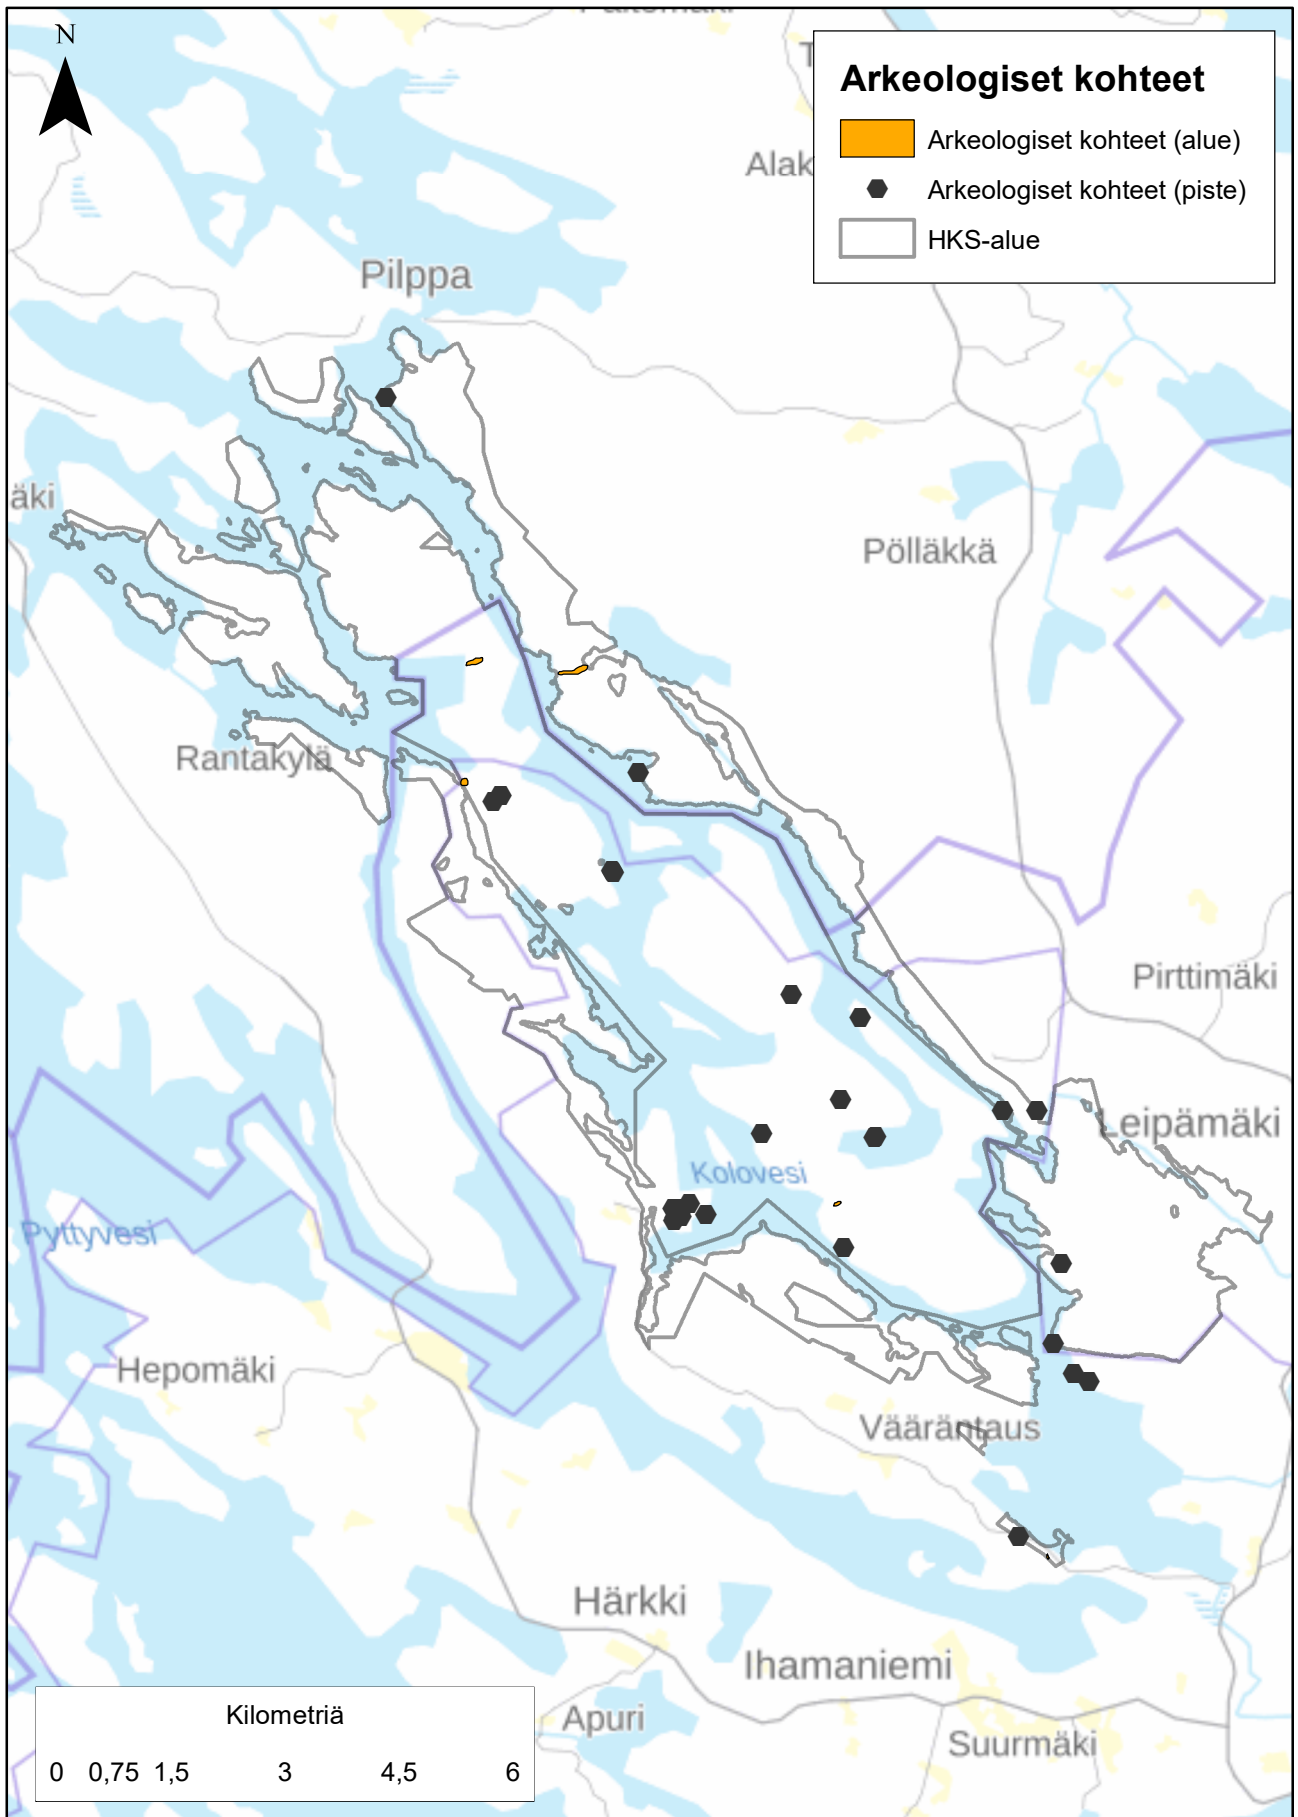 N
Arkeologiset kohteet
Arkeologiset kohteet (alue)
Arkeologiset kohteet (piste)
HKS-alue
Alak
Pilppa
äki
Pölläkkä
Rantakylä
Pirttimäki
Leipämäki
Kolovesi
Pyttyvesi
Hepomäki
Vääräntaus
Härkki
Ihamaniemi
Apuri
Suurmäki
Kilometriä
0 0,75 1,5 3 4,5 6